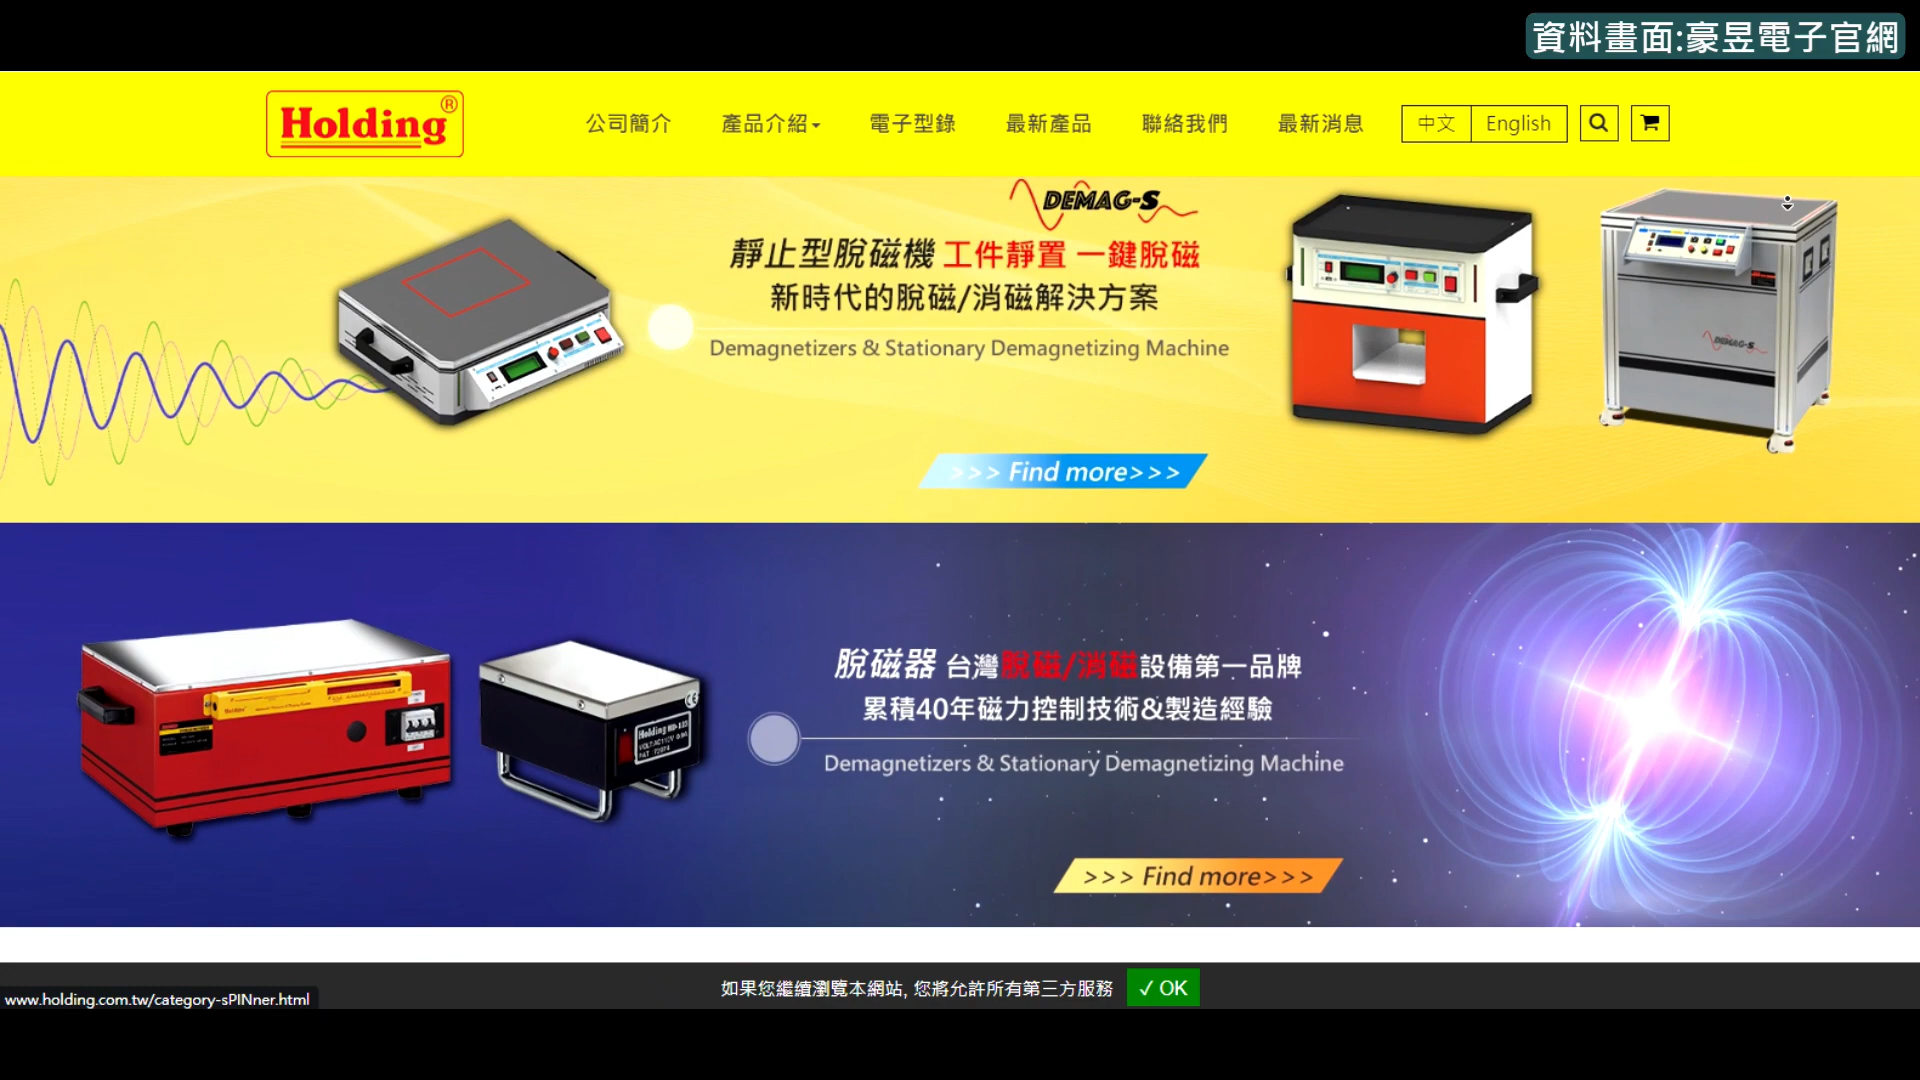 資料畫面:豪昱電子官網
Holding®
公司簡介 產品介紹 電子型錄 最新產品 聯絡我們 最新消息 中文 English
DEMAG-S
靜止型脫磁機 工件靜置 一鍵脫磁
新時代的脫磁/消磁解決方案
Demagnetizers & Stationary Demagnetizing Machine
>>> Find more>>>
DEMAG-S
脫磁器 台灣脫磁/消磁設備第一品牌
累積40年磁力控制技術&製造經驗
Demagnetizers & Stationary Demagnetizing Machine
Holding
>>> Find more>>>
如果您繼續瀏覽本網站, 您將允許所有第三方服務 ✓ OK
www.holding.com.tw/category-sPINner.html